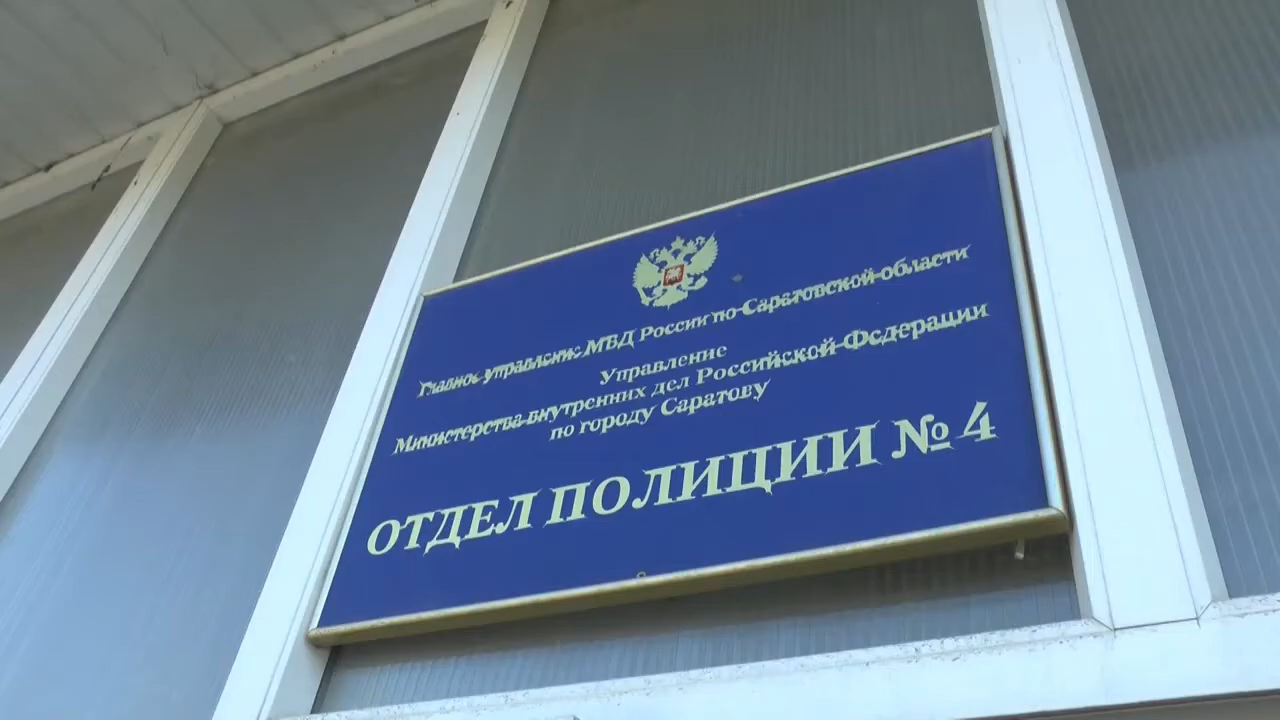 Главное управление МВД России по Саратовской области
Управление
Министерства внутренних дел Российской Федерации
по городу Саратову
ОТДЕЛ ПОЛИЦИИ № 4